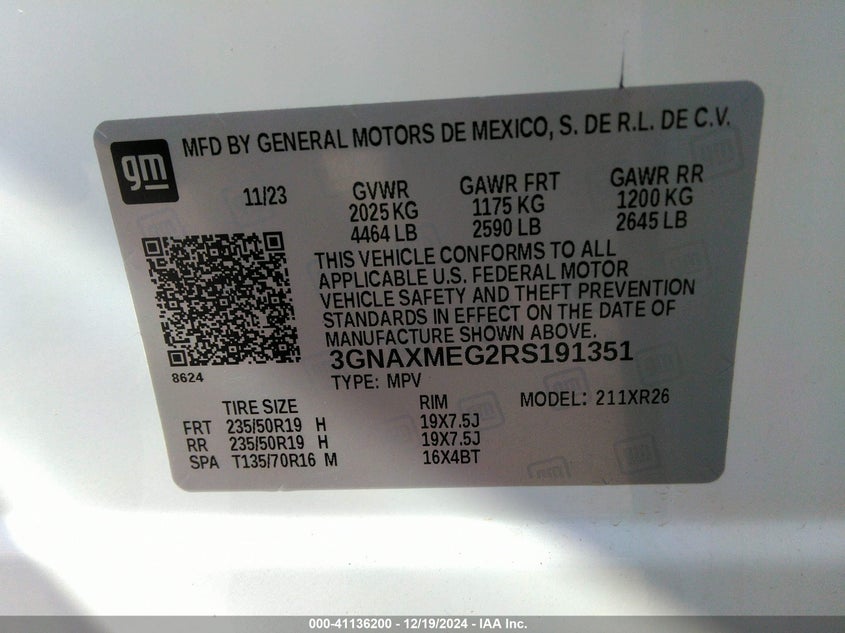 gm
MFD BY GENERAL MOTORS DE MEXICO, S. DE R.L. DE C.V.
11/23
GVWR
2025 KG
4464 LB
GAWR FRT
1175 KG
2590 LB
GAWR RR
1200 KG
2645 LB
THIS VEHICLE CONFORMS TO ALL
APPLICABLE U.S. FEDERAL MOTOR
VEHICLE SAFETY AND THEFT PREVENTION
STANDARDS IN EFFECT ON THE DATE OF
MANUFACTURE SHOWN ABOVE.
8624
3GNAXMEG2RS191351
TYPE: MPV
MODEL: 211XR26
TIRE SIZE RIM
FRT 235/50R19 H 19X7.5J
RR 235/50R19 H 19X7.5J
SPA T135/70R16 M 16X4BT
000-41136200 - 12/19/2024 - IAA Inc.